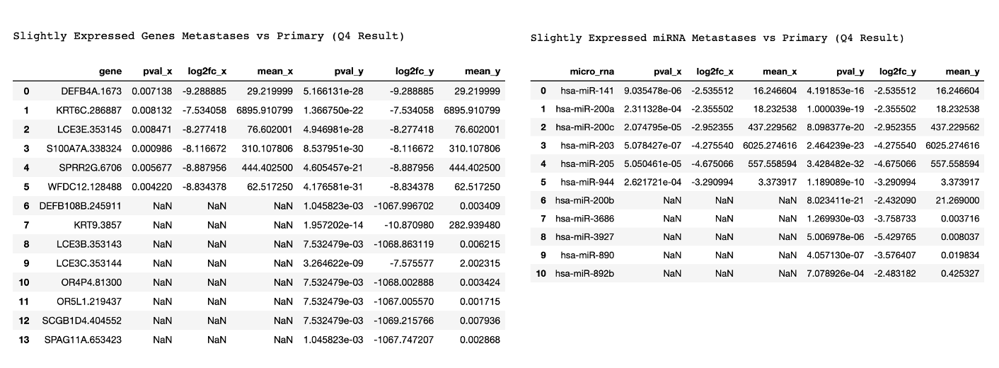 Slightly Expressed Genes Metastases vs Primary (Q4 Result)
gene pval_x log2fc_x mean_x pval_y log2fc_y mean_y
0 DEFB4A.1673 0.007138 -9.288885 29.219999 5.166131e-28 -9.288885 29.219999
1 KRT6C.286887 0.008132 -7.534058 6895.910799 1.366750e-22 -7.534058 6895.910799
2 LCE3E.353145 0.008471 -8.277418 76.602001 4.946981e-28 -8.277418 76.602001
3 S100A7A.338324 0.000986 -8.116672 310.107806 8.537951e-30 -8.116672 310.107806
4 SPRR2G.6706 0.005677 -8.887956 444.402500 4.605457e-21 -8.887956 444.402500
5 WFDC12.128488 0.004220 -8.834378 62.517250 4.176581e-31 -8.834378 62.517250
6 DEFB108B.245911 NaN NaN NaN 1.045823e-03 -1067.996702 0.003409
7 KRT9.3857 NaN NaN NaN 1.957202e-14 -10.870980 282.939480
8 LCE3B.353143 NaN NaN NaN 7.532479e-03 -1068.863119 0.006215
9 LCE3C.353144 NaN NaN NaN 3.264622e-09 -7.575577 2.002315
10 OR4P4.81300 NaN NaN NaN 7.532479e-03 -1068.002888 0.003424
11 OR5L1.219437 NaN NaN NaN 7.532479e-03 -1067.005570 0.001715
12 SCGB1D4.404552 NaN NaN NaN 7.532479e-03 -1069.215766 0.007936
13 SPAG11A.653423 NaN NaN NaN 1.045823e-03 -1067.747207 0.002868
Slightly Expressed miRNA Metastases vs Primary (Q4 Result)
micro_rna pval_x log2fc_x mean_x pval_y log2fc_y mean_y
0 hsa-miR-141 9.035478e-06 -2.535512 16.246604 4.191853e-16 -2.535512 16.246604
1 hsa-miR-200a 2.311328e-04 -2.355502 18.232538 1.000039e-19 -2.355502 18.232538
2 hsa-miR-200c 2.074795e-05 -2.952355 437.229562 8.098377e-20 -2.952355 437.229562
3 hsa-miR-203 5.078427e-07 -4.275540 6025.274616 2.464239e-23 -4.275540 6025.274616
4 hsa-miR-205 5.050461e-05 -4.675066 557.558594 3.428482e-32 -4.675066 557.558594
5 hsa-miR-944 2.621721e-04 -3.290994 3.373917 1.189089e-10 -3.290994 3.373917
6 hsa-miR-200b NaN NaN NaN 8.023411e-21 -2.432090 21.269000
7 hsa-miR-3686 NaN NaN NaN 1.269930e-03 -3.758733 0.003716
8 hsa-miR-3927 NaN NaN NaN 5.006978e-06 -5.429765 0.008037
9 hsa-miR-890 NaN NaN NaN 4.057130e-07 -3.576407 0.019834
10 hsa-miR-892b NaN NaN NaN 7.078926e-04 -2.483182 0.425327